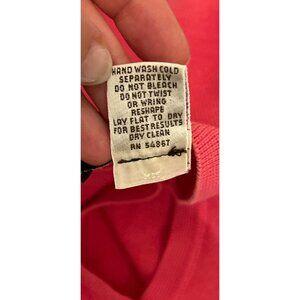 HAND WASH COLD
SEPARATELY
DO NOT BLEACH
DO NOT TWIST
OR WRING
RESHAPE
LAY FLAT TO DRY
FOR BEST RESULTS
DRY CLEAN
RN 54867